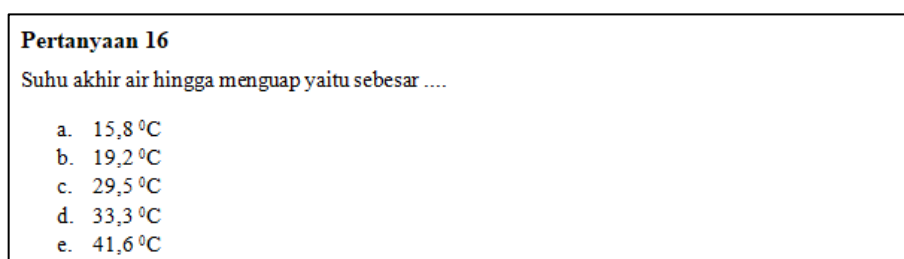 Pertanyaan 16
Suhu akhir air hingga menguap yaitu sebesar ....
a. 15,8 ⁰C
b. 19,2 ⁰C
c. 29,5 ⁰C
d. 33,3 ⁰C
e. 41,6 ⁰C